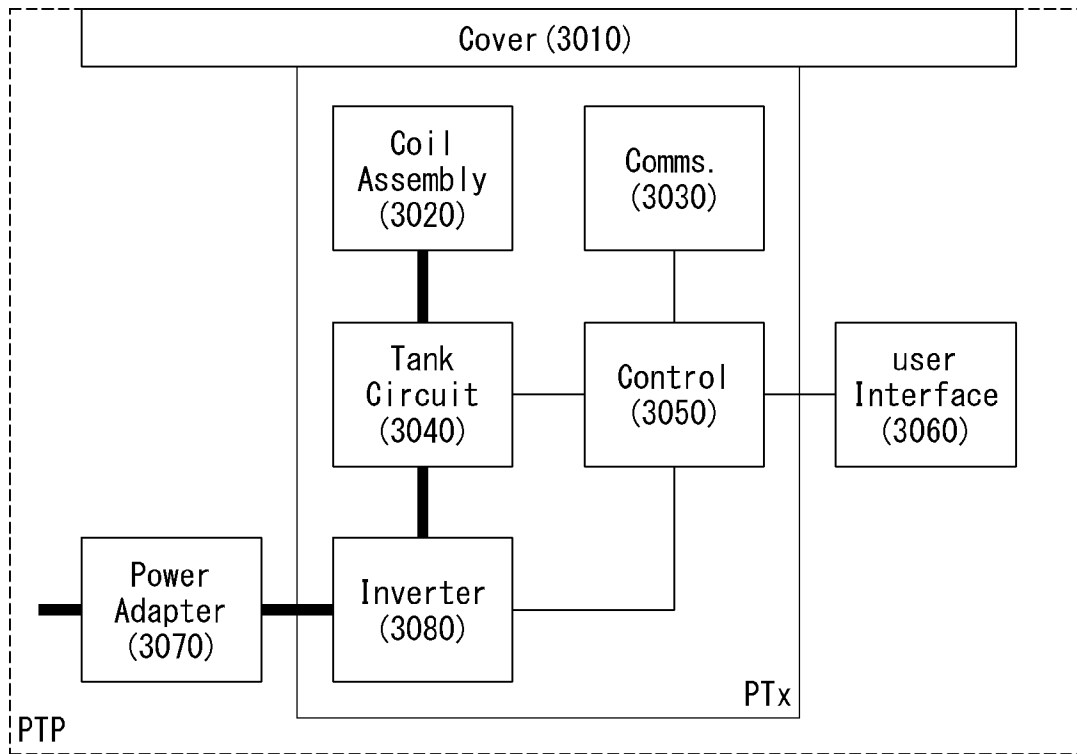 Cover(3010)
Coil
Assembly
(3020)
Comms.
(3030)
Tank
Circuit
(3040)
Control
(3050)
user
Interface
(3060)
Power
Adapter
(3070)
Inverter
(3080)
PTx
PTP